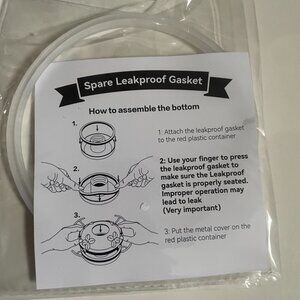 Spare Leakproof Gasket
How to assemble the bottom
1.
1: Attach the leakproof gasket
to the red plastic container
2.
2: Use your finger to press
the leakproof gasket to
make sure the Leakproof
gasket is properly seated.
Improper operation may
lead to leak
(Very important)
3.
3: Put the metal cover on the
red plastic container